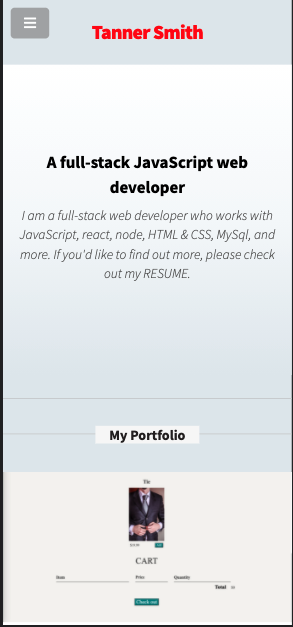 Tanner Smith
A full-stack JavaScript web
developer
I am a full-stack web developer who works with
JavaScript, react, node, HTML & CSS, MySql, and
more. If you'd like to find out more, please check
out my RESUME.
My Portfolio
Tie
CART
Item Price Quantity
Total
Check out